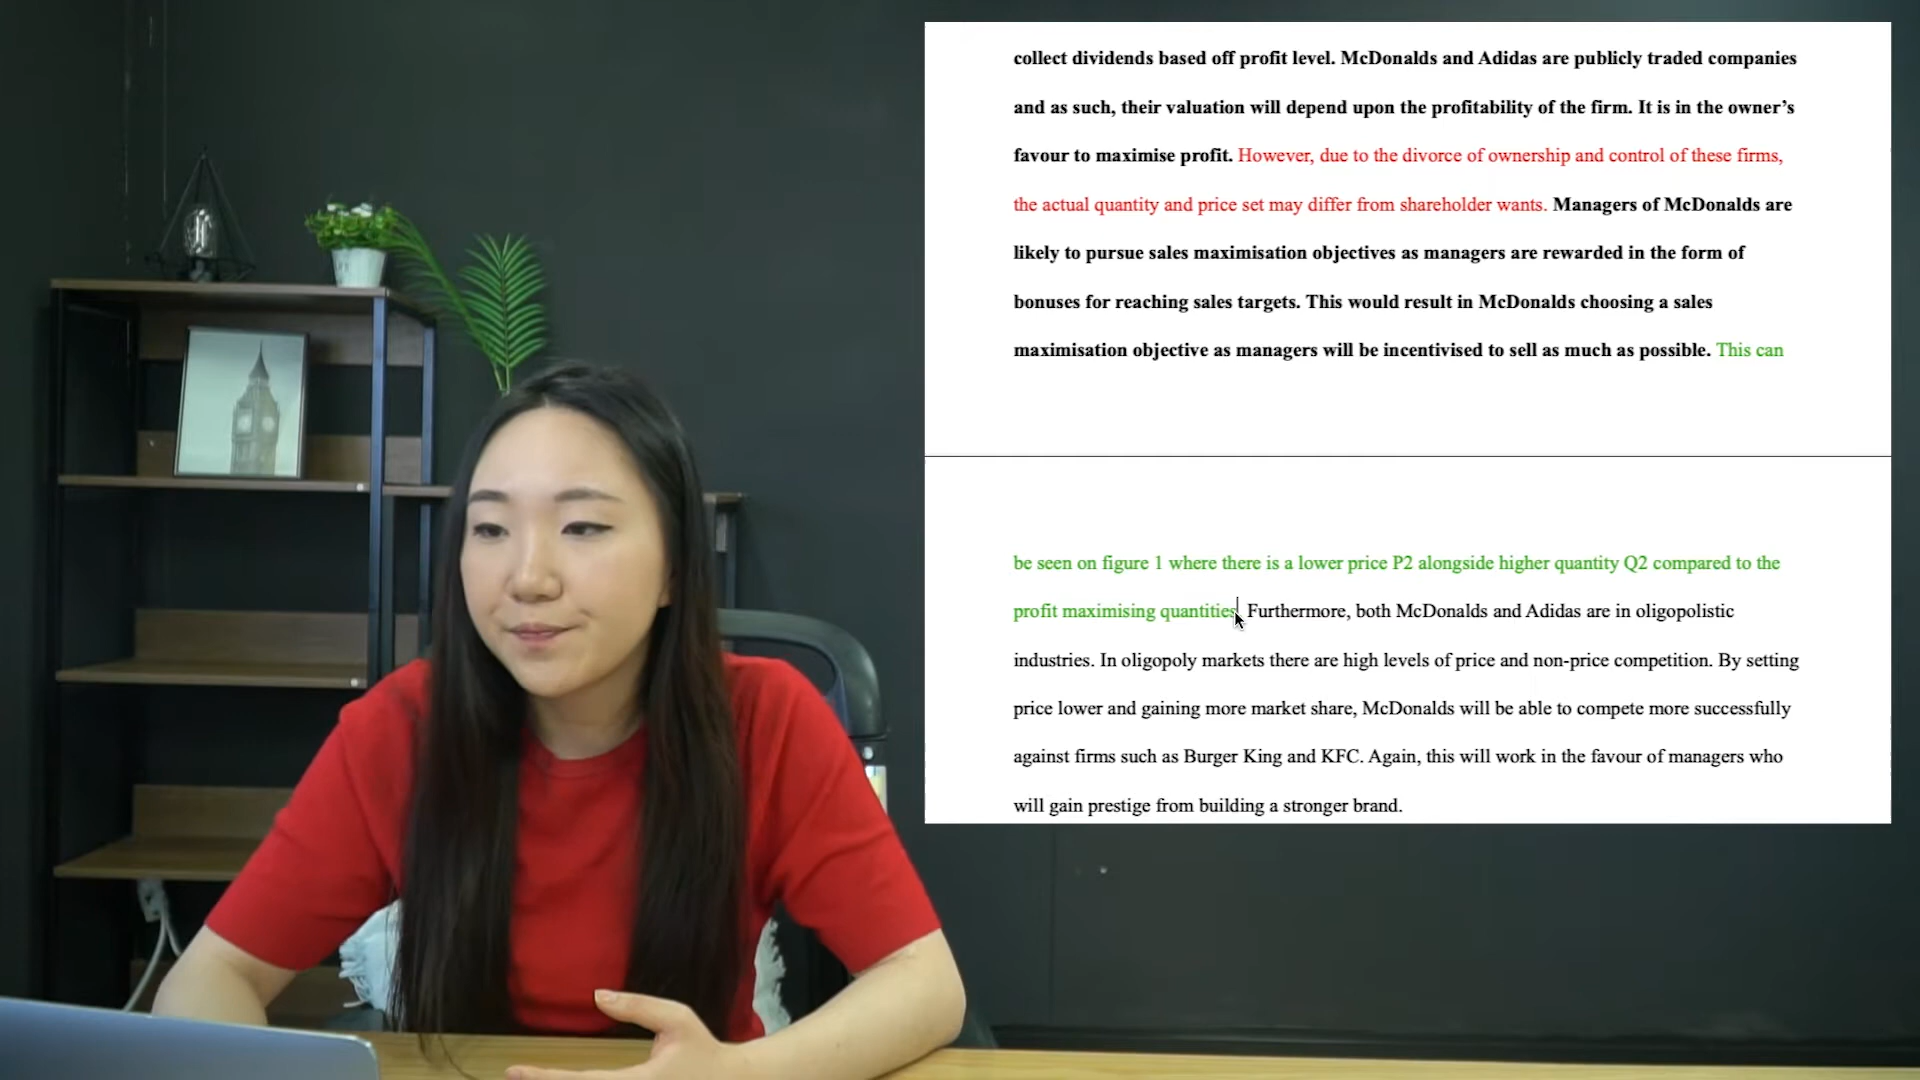 collect dividends based off profit level. McDonalds and Adidas are publicly traded companies
and as such, their valuation will depend upon the profitability of the firm. It is in the owner’s
favour to maximise profit. However, due to the divorce of ownership and control of these firms,
the actual quantity and price set may differ from shareholder wants. Managers of McDonalds are
likely to pursue sales maximisation objectives as managers are rewarded in the form of
bonuses for reaching sales targets. This would result in McDonalds choosing a sales
maximisation objective as managers will be incentivised to sell as much as possible. This can
be seen on figure 1 where there is a lower price P2 alongside higher quantity Q2 compared to the
profit maximising quantities. Furthermore, both McDonalds and Adidas are in oligopolistic
industries. In oligopoly markets there are high levels of price and non-price competition. By setting
price lower and gaining more market share, McDonalds will be able to compete more successfully
against firms such as Burger King and KFC. Again, this will work in the favour of managers who
will gain prestige from building a stronger brand.